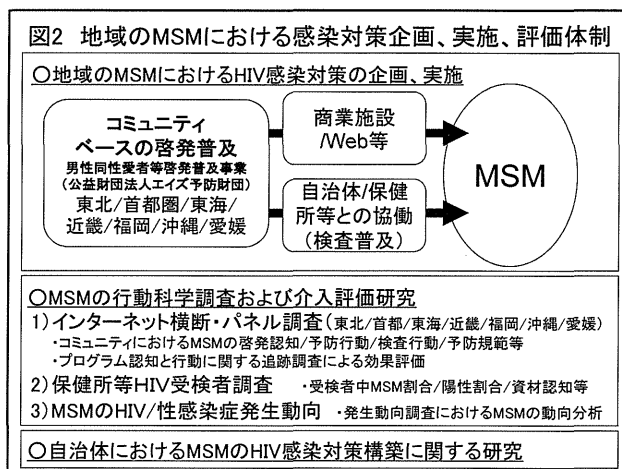 図2 地域のMSMにおける感染対策企画、実施、評価体制
○地域のMSMにおけるHIV感染対策の企画、実施
コミュニティ
ベースの啓発普及
男性同性愛者等啓発普及事業
(公益財団法人エイズ予防財団)
東北/首都圏/東海/
近畿/福岡/沖縄/愛媛
商業施設
/Web等
自治体/保健
所等との協働
(検査普及)
MSM
○MSMの行動科学調査および介入評価研究
1)インターネット横断・パネル調査(東北/首都/東海/近畿/福岡/沖縄/愛媛)
・コミュニティにおけるMSMの啓発認知/予防行動/検査行動/予防規範等
・プログラム認知と行動に関する追跡調査による効果評価
2)保健所等HIV受検者調査 ・受検者中MSM割合/陽性割合/資材認知等
3)MSMのHIV/性感染症発生動向 ・発生動向調査におけるMSMの動向分析
○自治体におけるMSMのHIV感染対策構築に関する研究